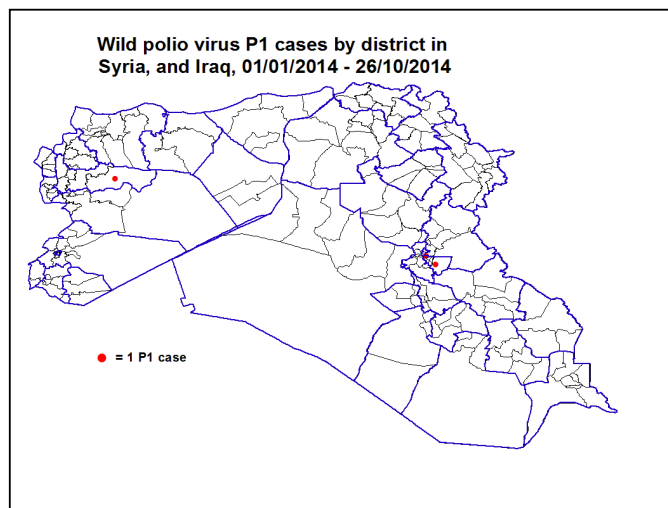 Wild polio virus P1 cases by district in
Syria, and Iraq, 01/01/2014 - 26/10/2014
= 1 P1 case